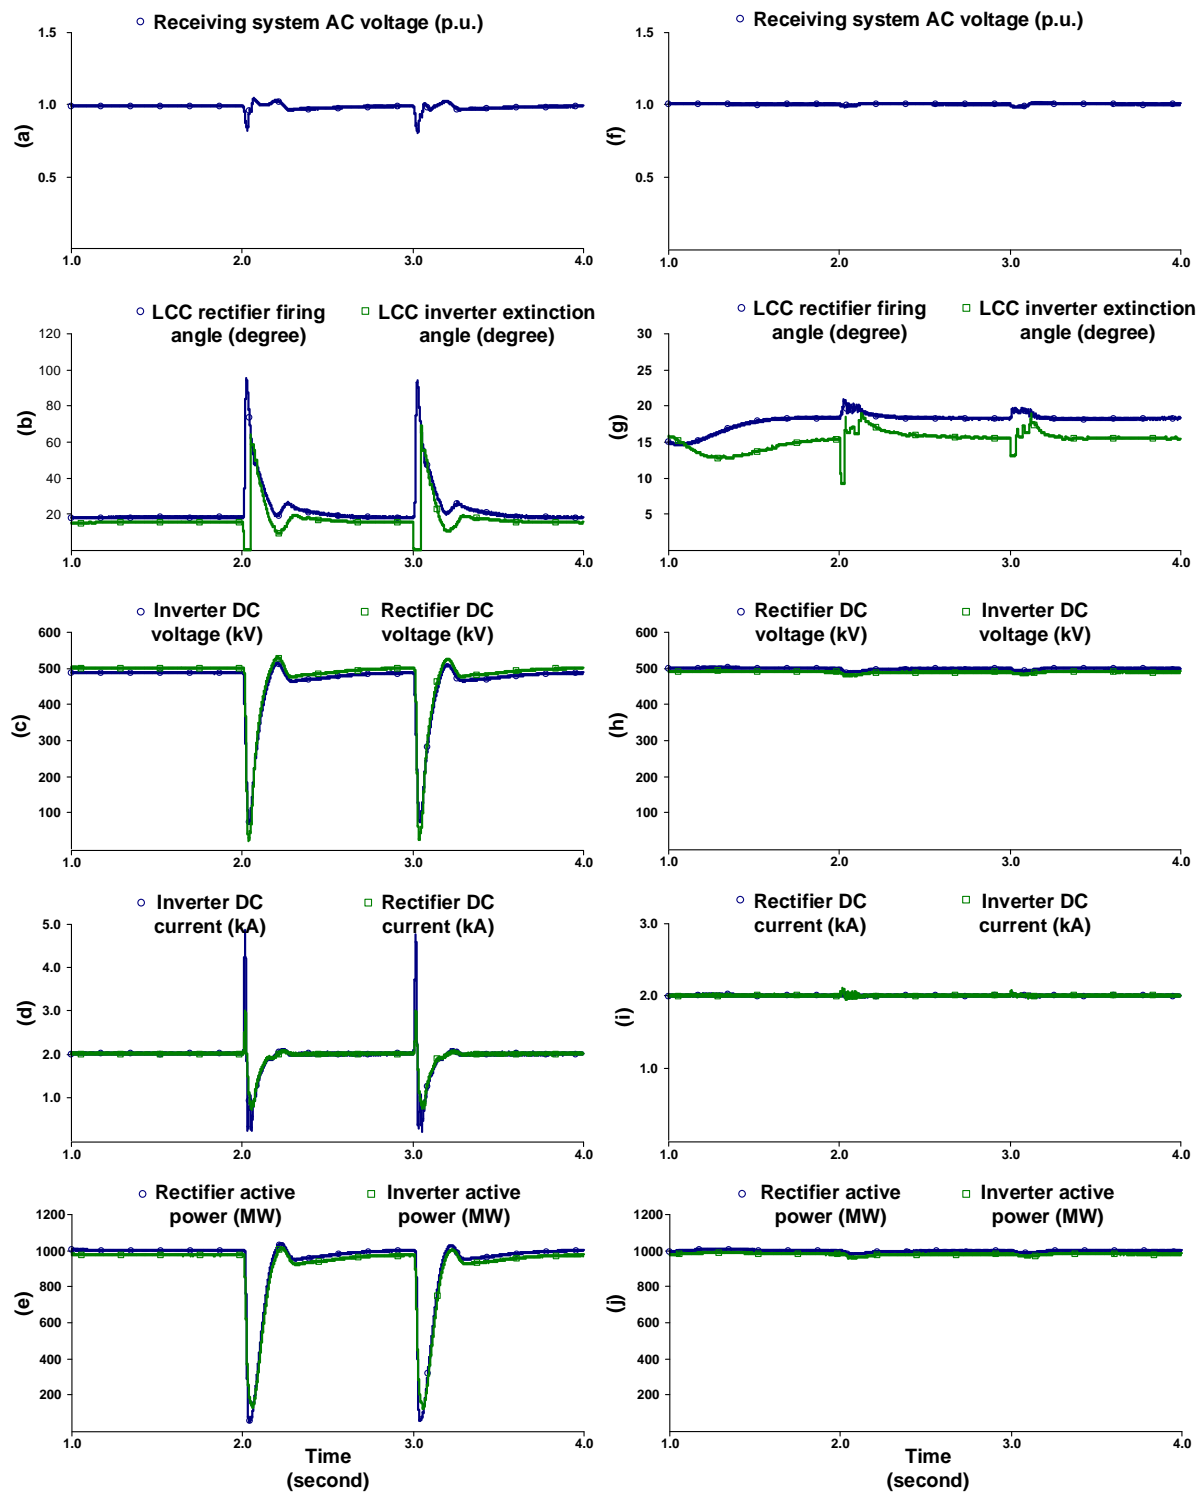 Receiving system AC voltage (p.u.)
1.5
1.0
0.5
(a)
1.0 2.0 3.0 4.0
LCC rectifier firing
angle (degree)
LCC inverter extinction
angle (degree)
120
100
80
60
40
20
(b)
1.0 2.0 3.0 4.0
Inverter DC
voltage (kV)
Rectifier DC
voltage (kV)
600
500
400
300
200
100
(c)
1.0 2.0 3.0 4.0
Inverter DC
current (kA)
Rectifier DC
current (kA)
5.0
4.0
3.0
2.0
1.0
(d)
1.0 2.0 3.0 4.0
Rectifier active
power (MW)
Inverter active
power (MW)
1200
1000
800
600
400
200
(e)
1.0 2.0 3.0 4.0
Time
(second)
Receiving system AC voltage (p.u.)
1.5
1.0
0.5
(f)
1.0 2.0 3.0 4.0
LCC rectifier firing
angle (degree)
LCC inverter extinction
angle (degree)
30
25
20
15
10
5
(g)
1.0 2.0 3.0 4.0
Rectifier DC
voltage (kV)
Inverter DC
voltage (kV)
600
500
400
300
200
100
(h)
1.0 2.0 3.0 4.0
Rectifier DC
current (kA)
Inverter DC
current (kA)
3.0
2.0
1.0
(i)
1.0 2.0 3.0 4.0
Rectifier active
power (MW)
Inverter active
power (MW)
1200
1000
800
600
400
200
(j)
1.0 2.0 3.0 4.0
Time
(second)